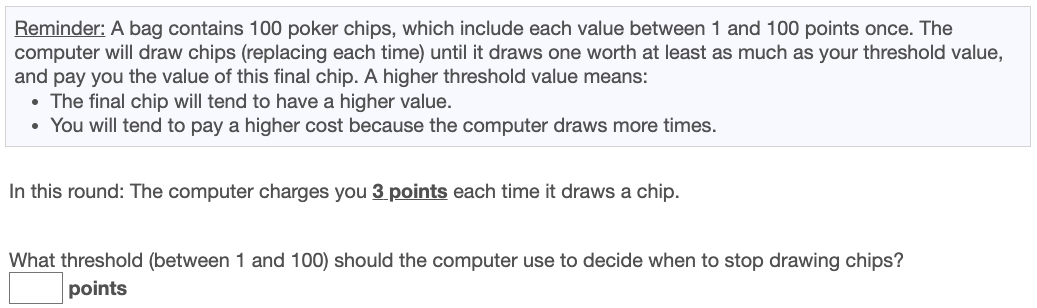 Reminder: A bag contains 100 poker chips, which include each value between 1 and 100 points once. The
computer will draw chips (replacing each time) until it draws one worth at least as much as your threshold value,
and pay you the value of this final chip. A higher threshold value means:
• The final chip will tend to have a higher value.
• You will tend to pay a higher cost because the computer draws more times.
In this round: The computer charges you 3 points each time it draws a chip.
What threshold (between 1 and 100) should the computer use to decide when to stop drawing chips?
points